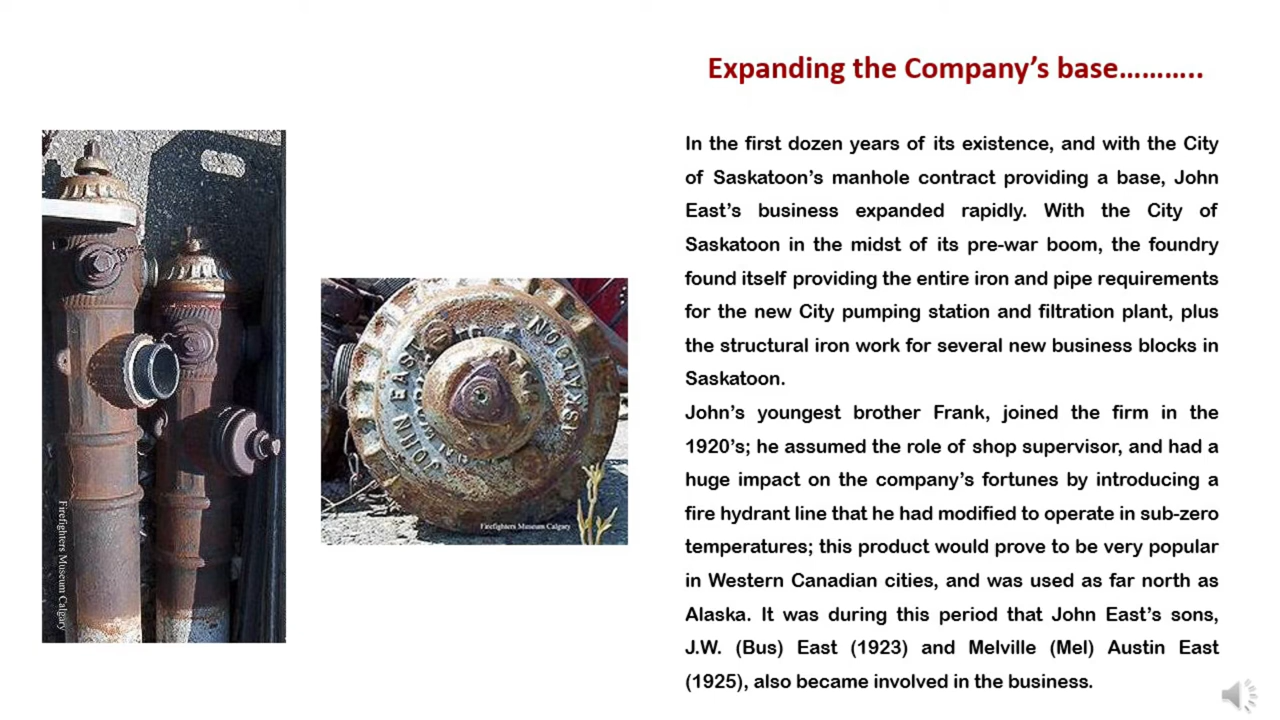 Expanding the Company's base………..
In the first dozen years of its existence, and with the City
of Saskatoon's manhole contract providing a base, John
East's business expanded rapidly. With the City of
Saskatoon in the midst of its pre-war boom, the foundry
found itself providing the entire iron and pipe requirements
for the new City pumping station and filtration plant, plus
the structural iron work for several new business blocks in
Saskatoon.
John's youngest brother Frank, joined the firm in the
1920's; he assumed the role of shop supervisor, and had a
huge impact on the company's fortunes by introducing a
fire hydrant line that he had modified to operate in sub-zero
temperatures; this product would prove to be very popular
in Western Canadian cities, and was used as far north as
Alaska. It was during this period that John East's sons,
J.W. (Bus) East (1923) and Melville (Mel) Austin East
(1925), also became involved in the business.
Firefighters Museum Calgary
JOHN EAST
Firefighters Museum Calgary